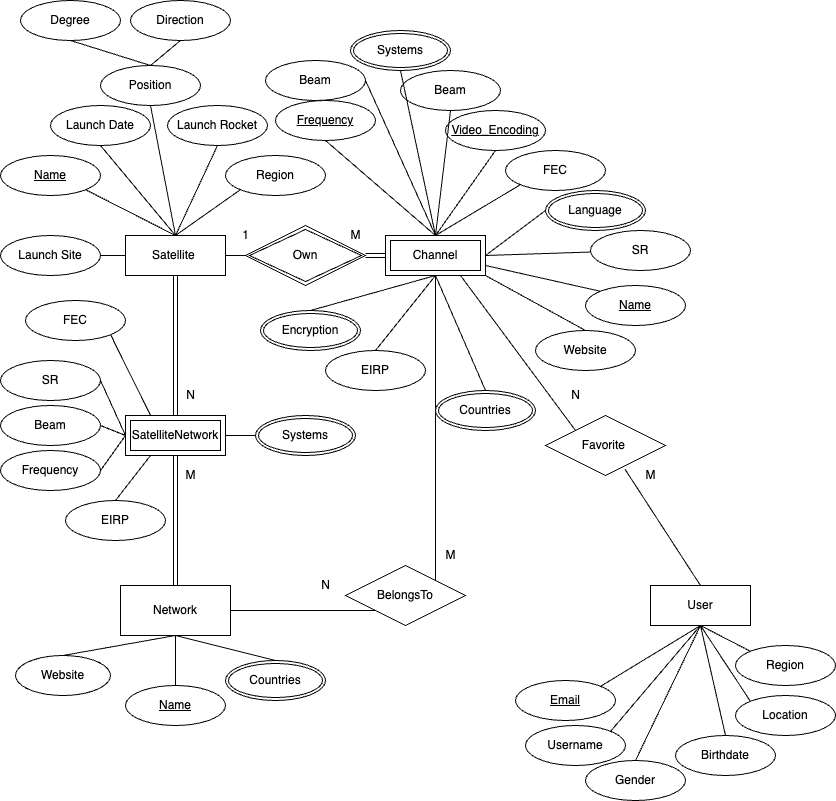 Degree
Direction
Position
Launch Date
Launch Rocket
Name
Region
Launch Site
Satellite
1
Own
M
Systems
Beam
Beam
Frequency
Video_Encoding
FEC
Language
SR
Name
Website
Channel
Encryption
EIRP
Countries
N
Favorite
M
FEC
SR
Beam
Frequency
EIRP
N
SatelliteNetwork
M
Systems
Network
N
BelongsTo
M
Website
Name
Countries
User
Region
Email
Location
Username
Birthdate
Gender